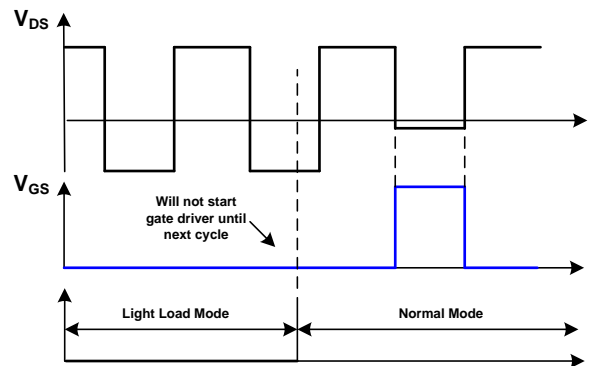 VDS
VGS
Will not start
gate driver until
next cycle
Light Load Mode
Normal Mode